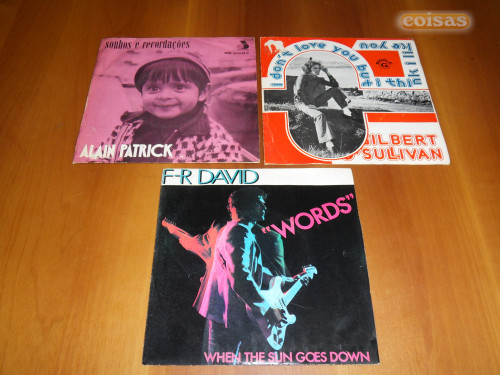 coisas
sonhos e recordações
ALAIN PATRICK
i don't love you but i think i like you
GILBERT
O'SULLIVAN
F-R DAVID
"WORDS"
WHEN THE SUN GOES DOWN